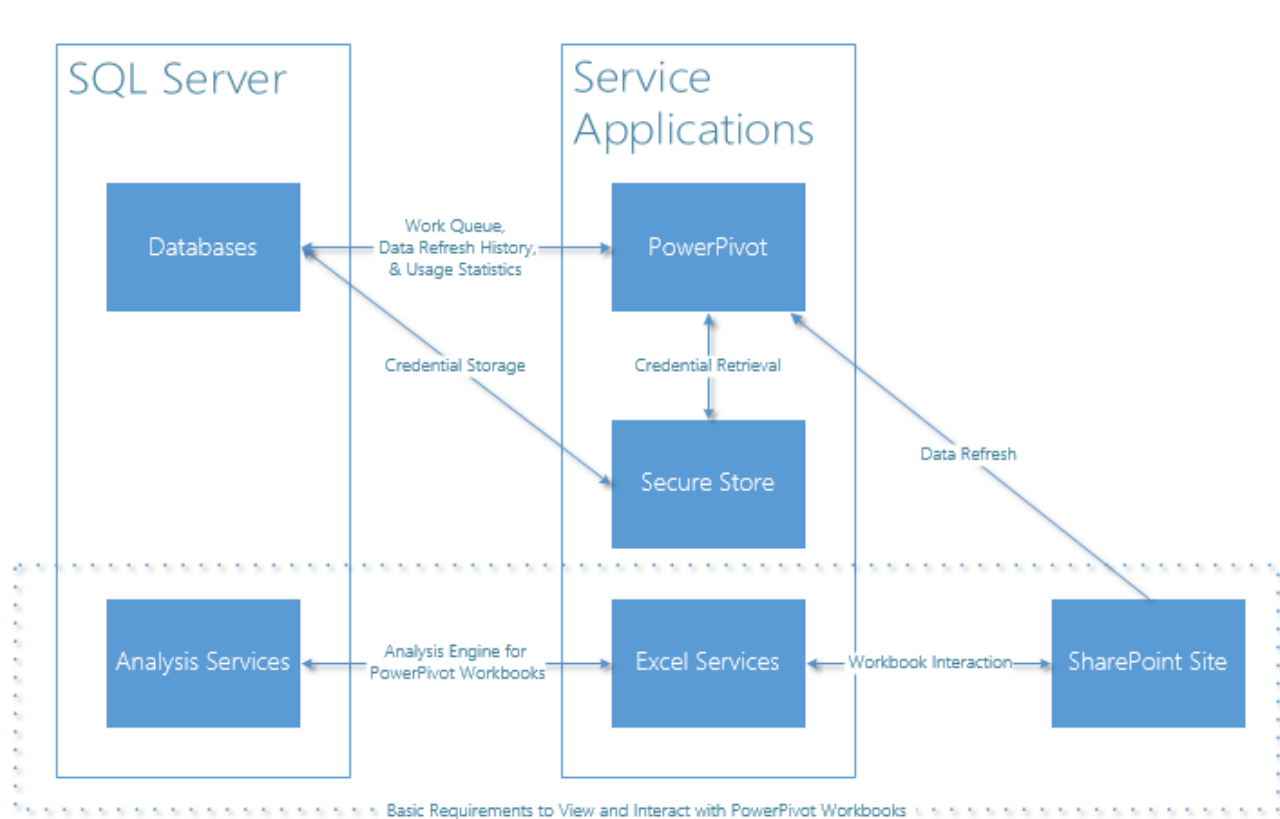 SQL Server
Service
Applications
Databases
Work Queue,
Data Refresh History,
& Usage Statistics
PowerPivot
Credential Storage
Credential Retrieval
Data Refresh
Secure Store
Analysis Services
Analysis Engine for
PowerPivot Workbooks
Excel Services
Workbook Interaction
SharePoint Site
Basic Requirements to View and Interact with PowerPivot Workbooks